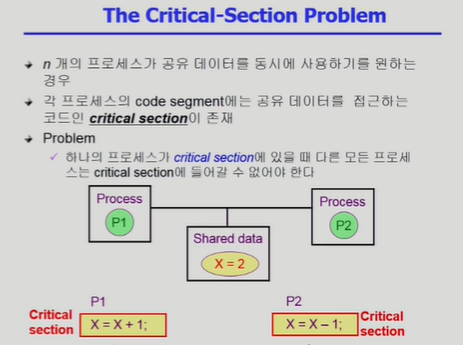 The Critical-Section Problem
n 개의 프로세스가 공유 데이터를 동시에 사용하기를 원하는
경우
각 프로세스의 code segment에는 공유 데이터를 접근하는
코드인 critical section이 존재
Problem
✓ 하나의 프로세스가 critical section에 있을 때 다른 모든 프로세
스는 critical section에 들어갈 수 없어야 한다
Process
P1
Process
P2
Shared data
X = 2
P1
Critical
section
X = X + 1;
P2
X = X – 1;
Critical
section